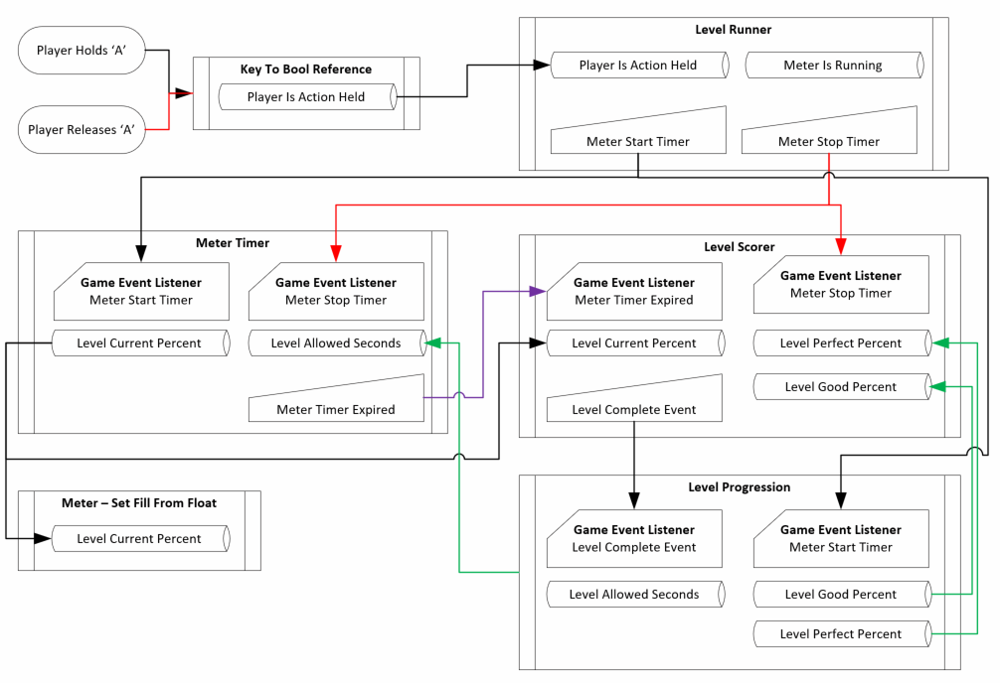 Player Holds ‘A’
Player Releases ‘A’
Key To Bool Reference
Player Is Action Held
Level Runner
Player Is Action Held
Meter Is Running
Meter Start Timer
Meter Stop Timer
Meter Timer
Game Event Listener
Meter Start Timer
Game Event Listener
Meter Stop Timer
Level Current Percent
Level Allowed Seconds
Meter Timer Expired
Level Scorer
Game Event Listener
Meter Timer Expired
Game Event Listener
Meter Stop Timer
Level Current Percent
Level Perfect Percent
Level Good Percent
Level Complete Event
Meter – Set Fill From Float
Level Current Percent
Level Progression
Game Event Listener
Level Complete Event
Game Event Listener
Meter Start Timer
Level Allowed Seconds
Level Good Percent
Level Perfect Percent